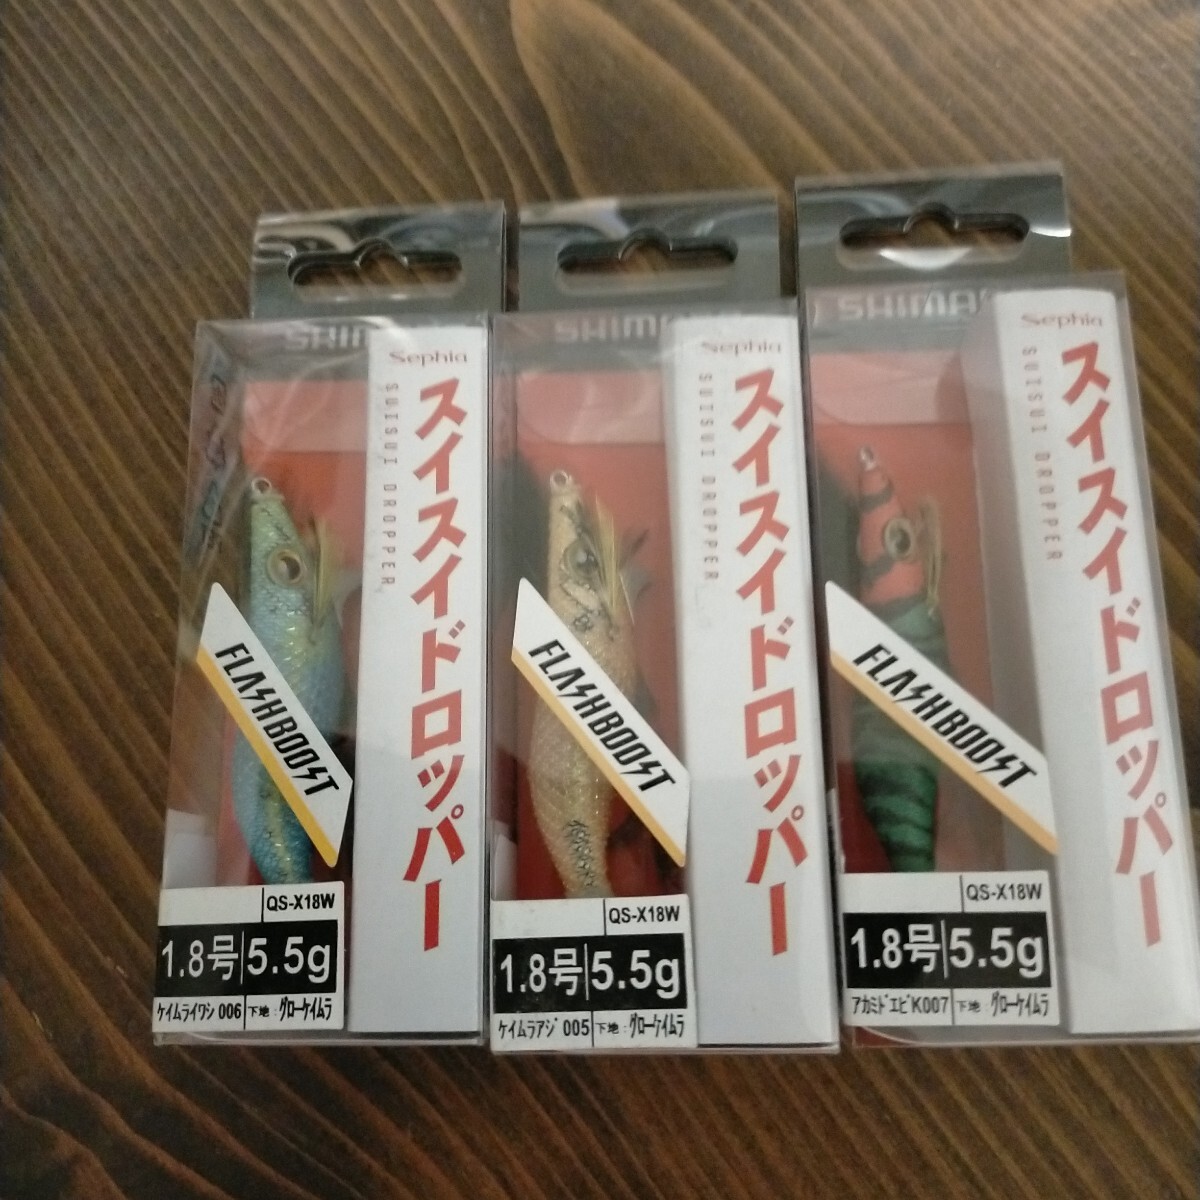 SHIM
Sephia
スイスイドロッパー
SUISUI DROPPER
FLASHBOOST
QS-X18W
1.8号 5.5g
ケイムライワシ 006 下地：グローケイムラ
SHIM
Sephia
スイスイドロッパー
SUISUI DROPPER
FLASHBOOST
QS-X18W
1.8号 5.5g
ケイムラアジ 005 下地：グローケイムラ
SHIMA
Sephia
スイスイドロッパー
SUISUI DROPPER
FLASHBOOST
QS-X18W
1.8号 5.5g
アカミドエビK007 下地：グローケイムラ